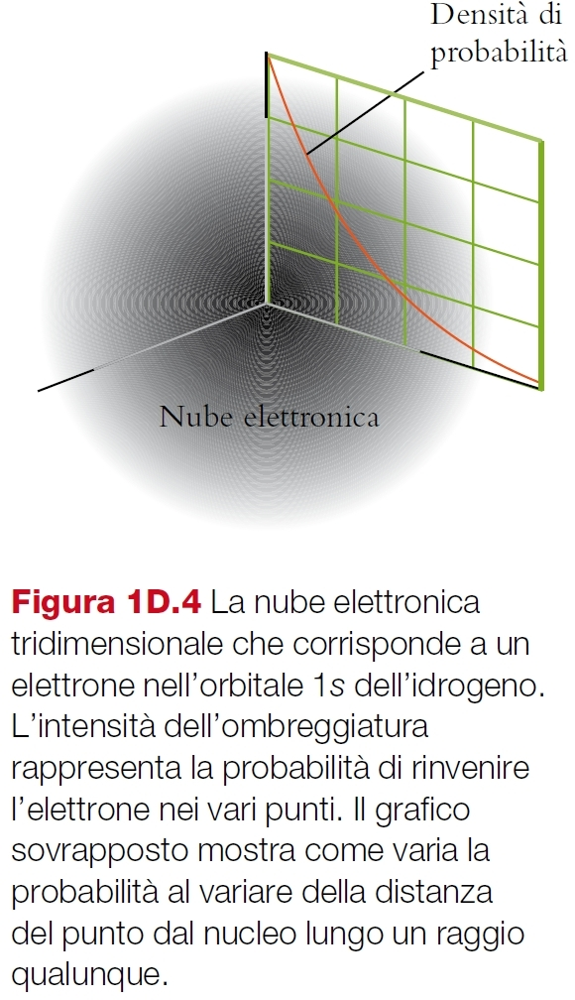 Densità di
probabilità
Nube elettronica
Figura 1D.4 La nube elettronica
tridimensionale che corrisponde a un
elettrone nell’orbitale 1s dell’idrogeno.
L’intensità dell’ombreggiatura
rappresenta la probabilità di rinvenire
l’elettrone nei vari punti. Il grafico
sovrapposto mostra come varia la
probabilità al variare della distanza
del punto dal nucleo lungo un raggio
qualunque.